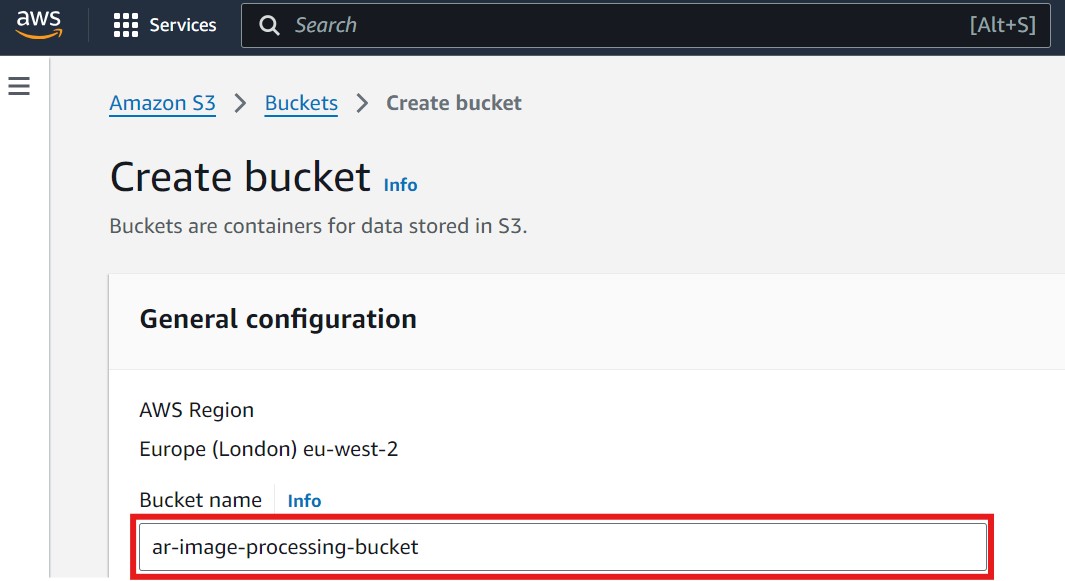 aws Services Search [Alt+S]
Amazon S3 > Buckets > Create bucket
Create bucket Info
Buckets are containers for data stored in S3.
General configuration
AWS Region
Europe (London) eu-west-2
Bucket name Info
ar-image-processing-bucket